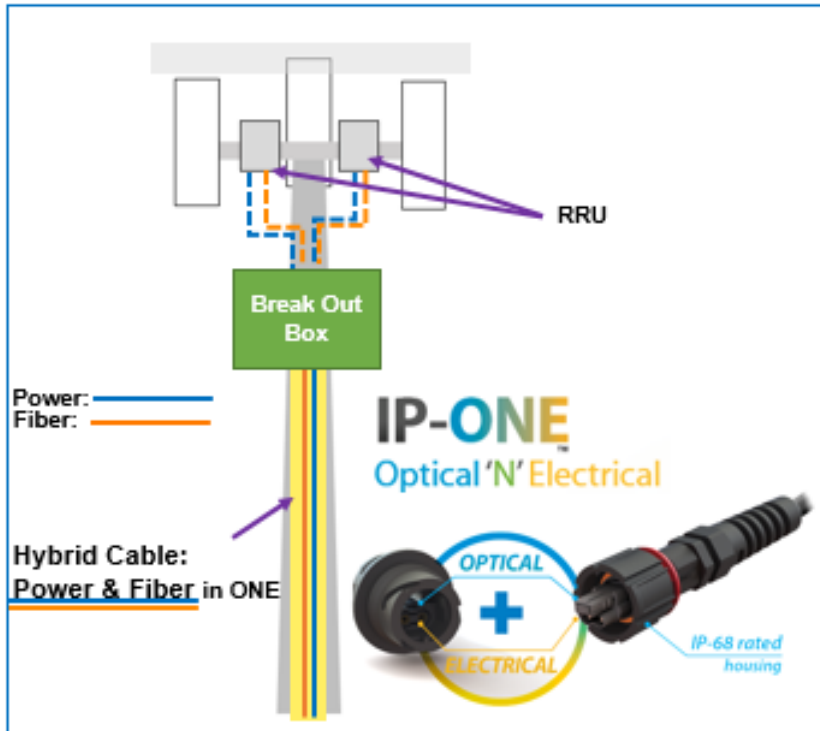 RRU
Break Out
Box
Power:
Fiber:
IP-ONE™
Optical 'N' Electrical
Hybrid Cable:
Power & Fiber in ONE
OPTICAL
ELECTRICAL
IP-68 rated
housing